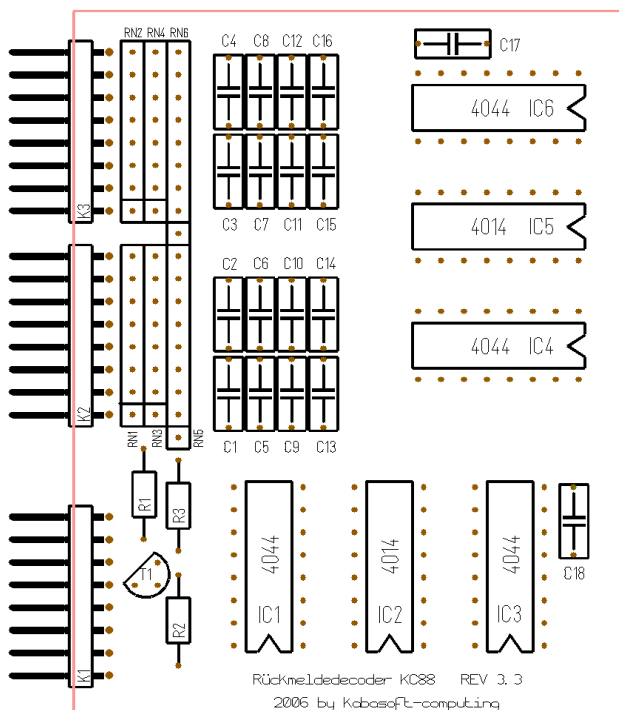 RN2 RN4 RN6
C4 C8 C12 C16
C17
4044 IC6
K3
C3 C7 C11 C15
4014 IC5
C2 C6 C10 C14
4044 IC4
K2
RN1 RN3 RN5
C1 C5 C9 C13
R1
R3
4044 IC1
4014 IC2
4044 IC3
C18
T1
R2
K1
Rückmeldedecoder KC88 REV 3.3
2006 by Kabasoft-computing